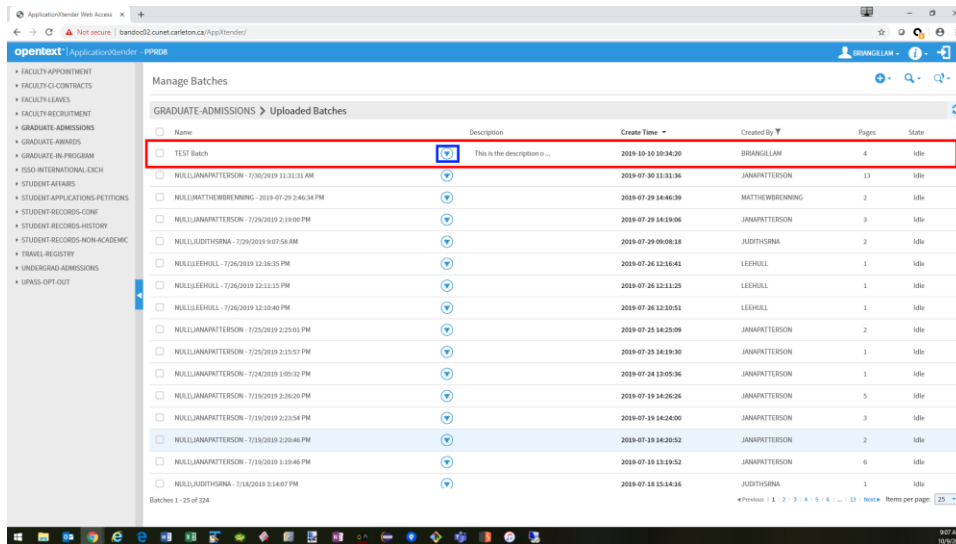 ApplicationXtender Web Access
Not secure | bandoc02.cunet.carleton.ca/AppXtender/
opentext™ | ApplicationXtender - PPRD8
BRIANGILLAM
FACULTY-APPOINTMENT
FACULTY-CI-CONTRACTS
FACULTY-LEAVES
FACULTY-RECRUITMENT
GRADUATE-ADMISSIONS
GRADUATE-AWARDS
GRADUATE-IN-PROGRAM
ISSO-INTERNATIONAL-EXCH
STUDENT-AFFAIRS
STUDENT-APPLICATIONS-PETITIONS
STUDENT-RECORDS-CONF
STUDENT-RECORDS-HISTORY
STUDENT-RECORDS-NON-ACADEMIC
TRAVEL-REGISTRY
UNDERGRAD-ADMISSIONS
UPASS-OPT-OUT
Manage Batches
GRADUATE-ADMISSIONS > Uploaded Batches
Name Description Create Time Created By Pages State
TEST Batch This is the description o ... 2019-10-10 10:34:20 BRIANGILLAM 4 Idle
NULL\JANAPATTERSON - 7/30/2019 11:31:31 AM 2019-07-30 11:31:36 JANAPATTERSON 13 Idle
NULL\MATTHEWBRENNING - 2019-07-29 2:46:34 PM 2019-07-29 14:46:39 MATTHEWBRENNING 2 Idle
NULL\JANAPATTERSON - 7/29/2019 2:19:00 PM 2019-07-29 14:19:06 JANAPATTERSON 3 Idle
NULL\JUDITHSRNA - 7/29/2019 9:07:58 AM 2019-07-29 09:08:18 JUDITHSRNA 2 Idle
NULL\LEEHULL - 7/26/2019 12:16:35 PM 2019-07-26 12:16:41 LEEHULL 1 Idle
NULL\LEEHULL - 7/26/2019 12:11:15 PM 2019-07-26 12:11:25 LEEHULL 1 Idle
NULL\LEEHULL - 7/26/2019 12:10:40 PM 2019-07-26 12:10:51 LEEHULL 1 Idle
NULL\JANAPATTERSON - 7/25/2019 2:25:01 PM 2019-07-25 14:25:09 JANAPATTERSON 2 Idle
NULL\JANAPATTERSON - 7/25/2019 2:15:57 PM 2019-07-25 14:19:30 JANAPATTERSON 1 Idle
NULL\JANAPATTERSON - 7/24/2019 1:05:32 PM 2019-07-24 13:05:36 JANAPATTERSON 1 Idle
NULL\JANAPATTERSON - 7/19/2019 2:26:20 PM 2019-07-19 14:26:26 JANAPATTERSON 5 Idle
NULL\JANAPATTERSON - 7/19/2019 2:23:54 PM 2019-07-19 14:24:00 JANAPATTERSON 3 Idle
NULL\JANAPATTERSON - 7/19/2019 2:20:46 PM 2019-07-19 14:20:52 JANAPATTERSON 2 Idle
NULL\JANAPATTERSON - 7/19/2019 1:19:46 PM 2019-07-19 13:19:52 JANAPATTERSON 6 Idle
NULL\JUDITHSRNA - 7/18/2019 3:14:07 PM 2019-07-18 15:14:16 JUDITHSRNA 1 Idle
Batches 1 - 25 of 324 Previous | 1 | 2 | 3 | 4 | 5 | 6 | ... | 13 | Next Items per page: 25
9:07 A
10/9/2